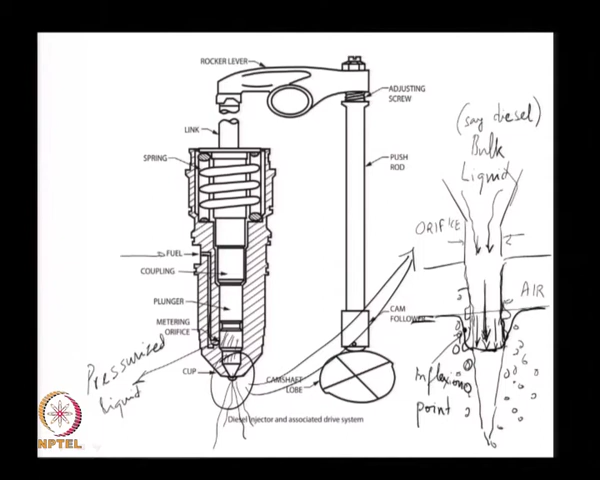 ROCKER LEVER
ADJUSTING
SCREW
LINK
SPRING
PUSH
ROD
FUEL
COUPLING
PLUNGER
METERING
ORIFICE
CUP
CAM
FOLLOWER
CAMSHAFT
LOBE
Diesel injector and associated drive system
(say diesel)
Bulk
Liquid
ORIFICE
AIR
inflexion
point
Pressurized
liquid
NPTEL